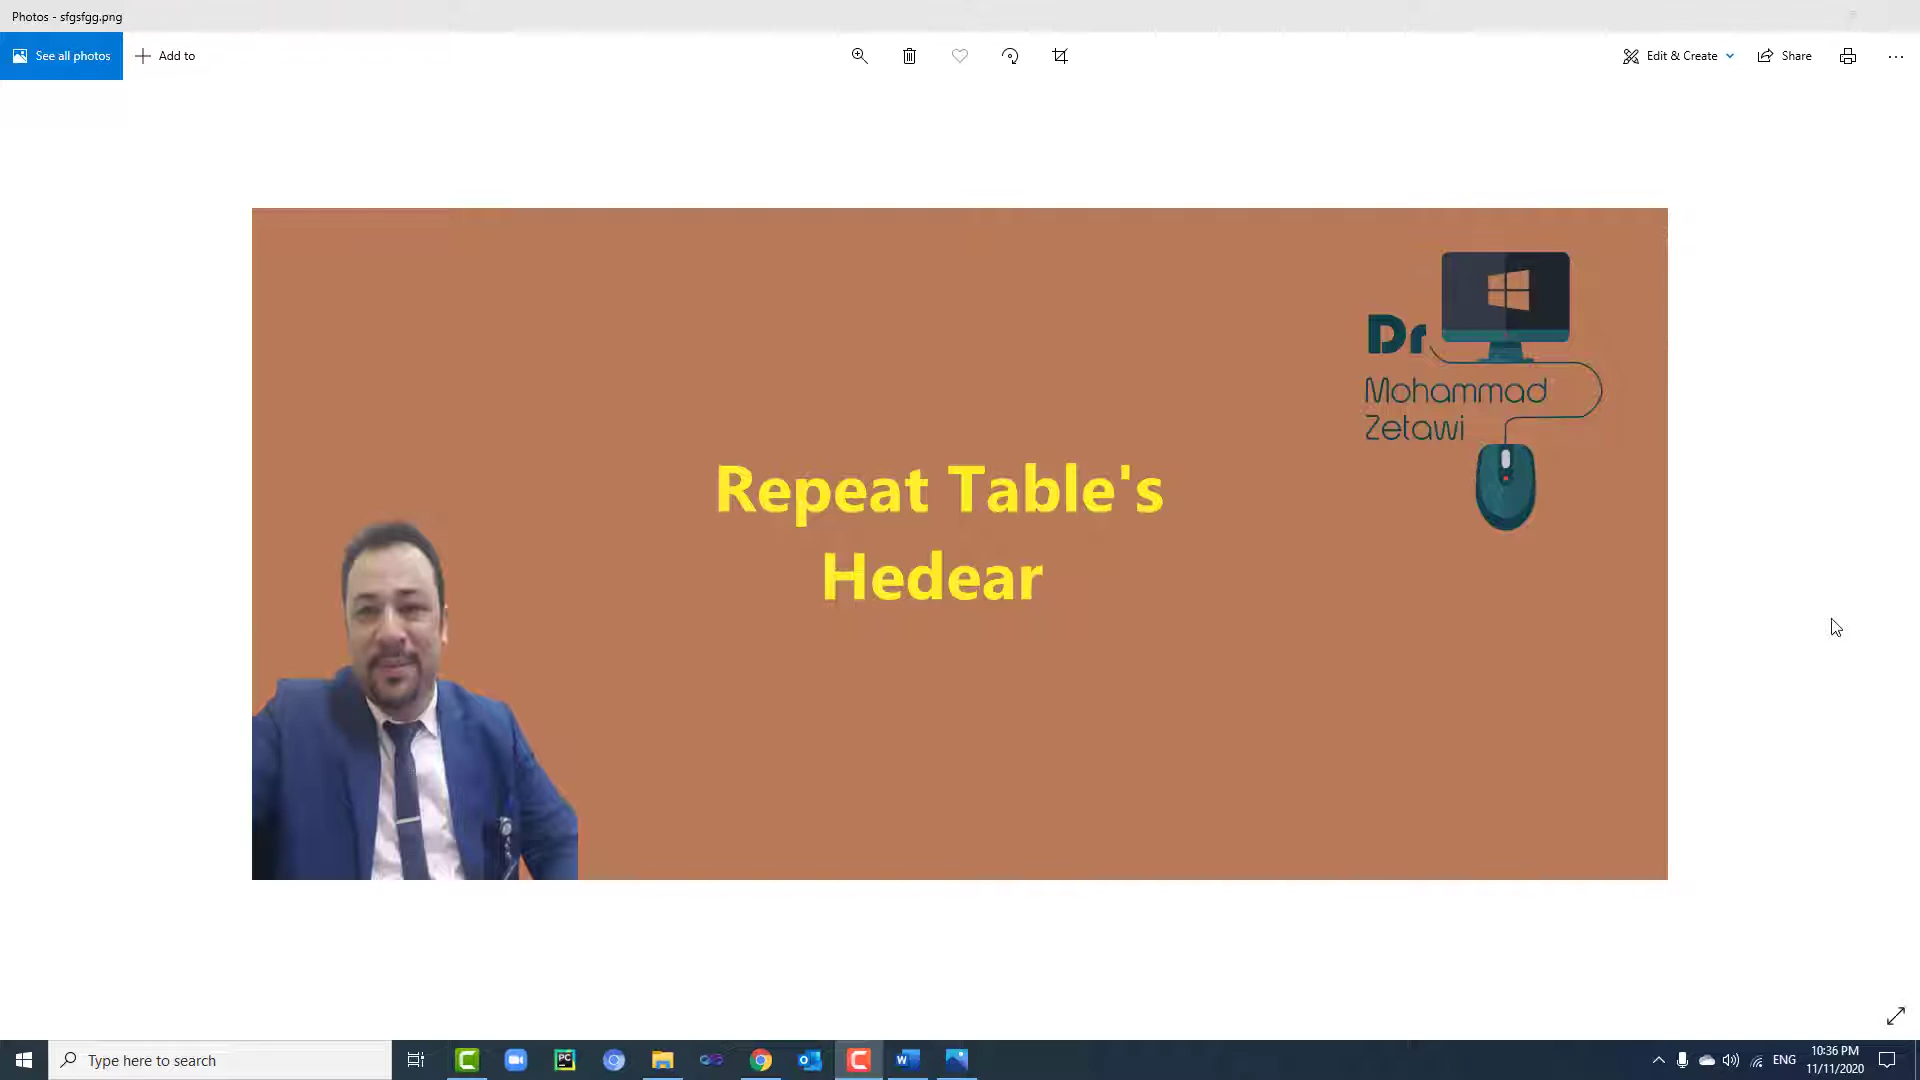 Photos - sfgsfgg.png
See all photos
Add to
Edit & Create
Share
Dr
Mohammad
Zetawi
Repeat Table's
Hedear
Type here to search
ENG
10:36 PM
11/11/2020